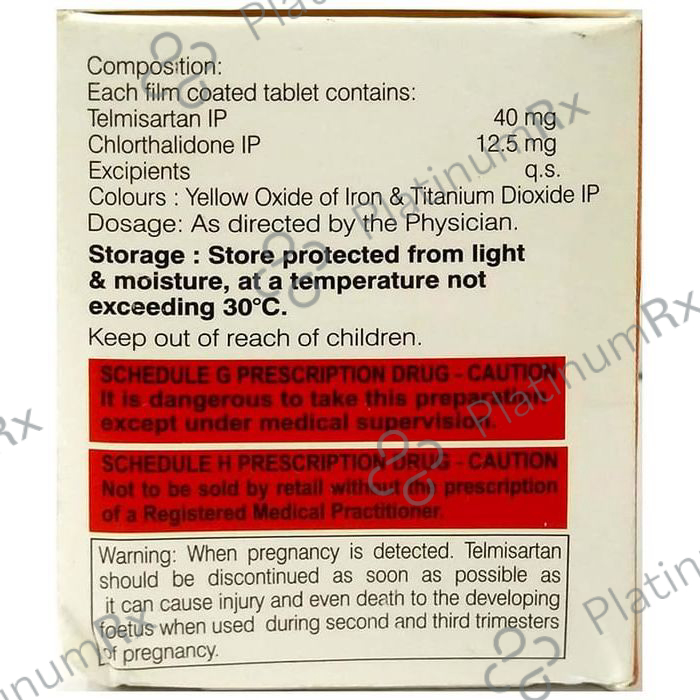 Composition:
Each film coated tablet contains:
Telmisartan IP 40 mg
Chlorthalidone IP 12.5 mg
Excipients q.s.
Colours : Yellow Oxide of Iron & Titanium Dioxide IP
Dosage: As directed by the Physician.
Storage : Store protected from light
& moisture, at a temperature not
exceeding 30°C.
Keep out of reach of children.
SCHEDULE G PRESCRIPTION DRUG - CAUTION
It is dangerous to take this preparation
except under medical supervision.
SCHEDULE H PRESCRIPTION DRUG - CAUTION
Not to be sold by retail without the prescription
of a Registered Medical Practitioner.
Warning: When pregnancy is detected. Telmisartan
should be discontinued as soon as possible as
it can cause injury and even death to the developing
foetus when used during second and third trimesters
of pregnancy.
PlatinumRx
PlatinumRx
PlatinumRx